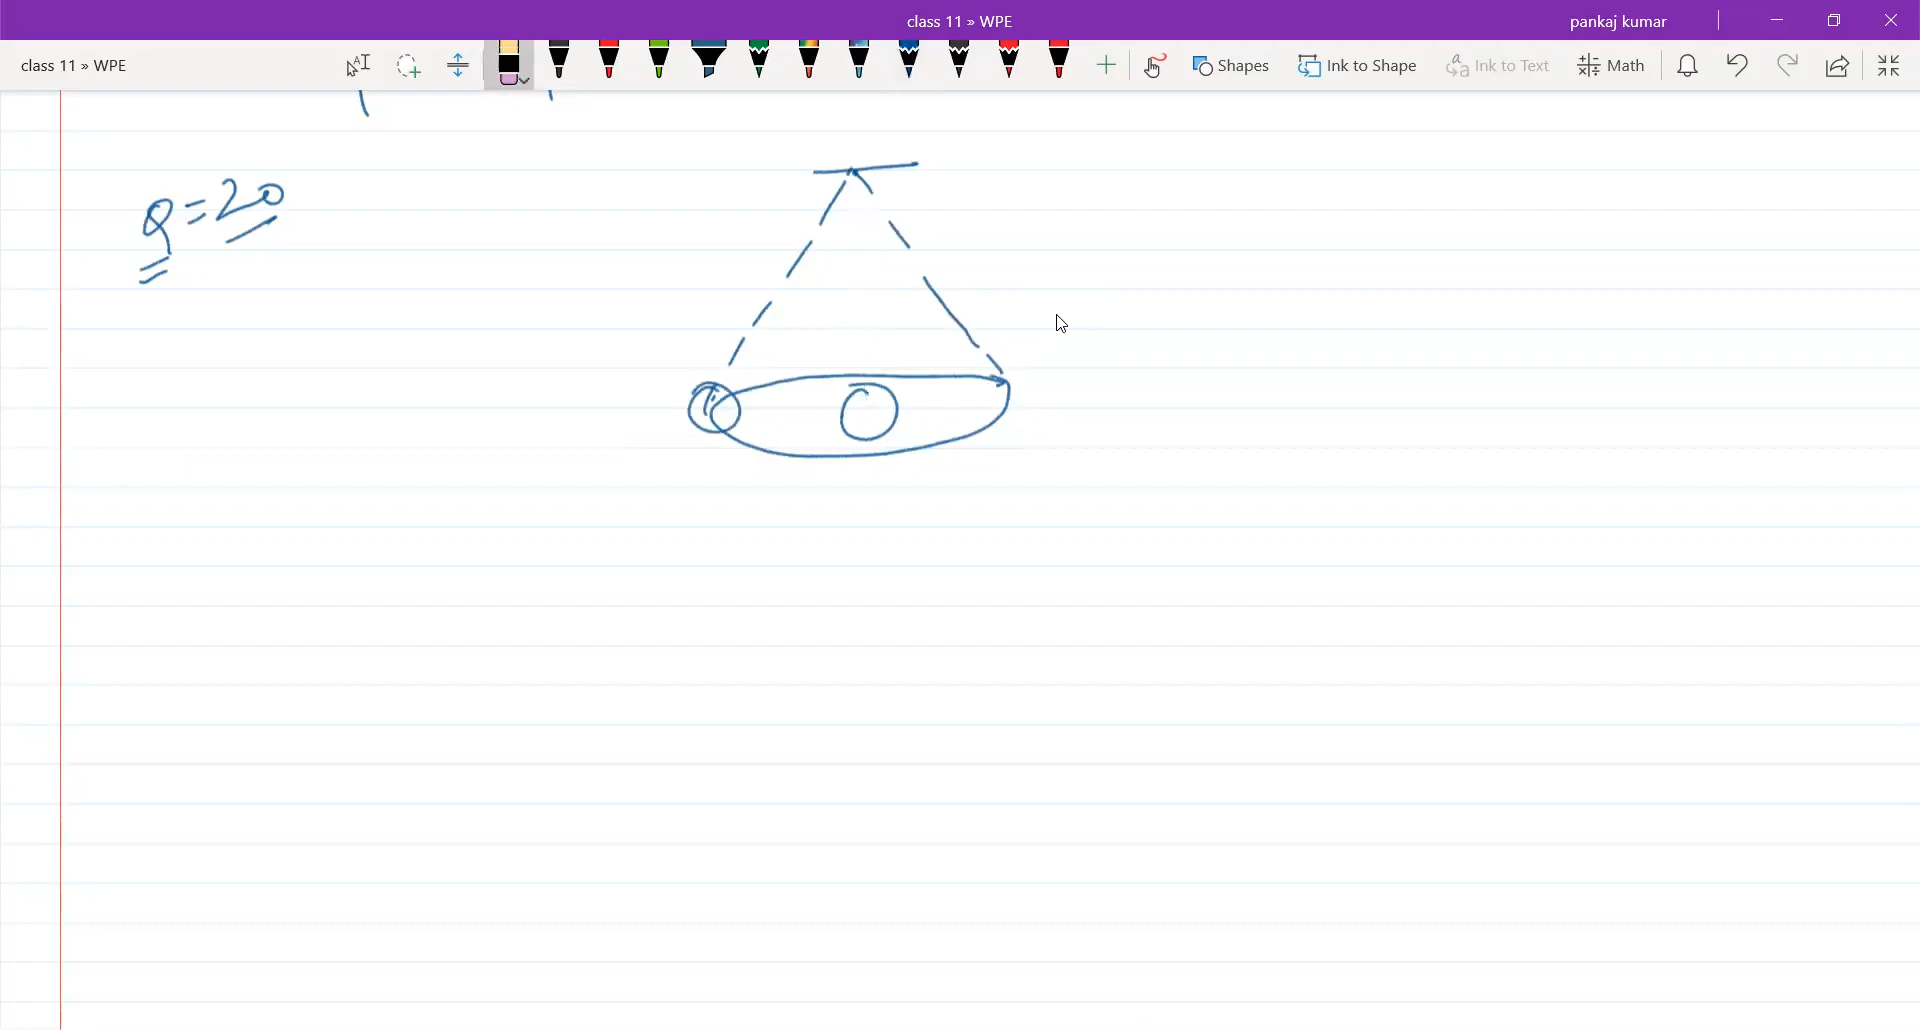 class 11 » WPE
pankaj kumar
class 11 » WPE
Shapes
Ink to Shape
Ink to Text
Math
Q = 20